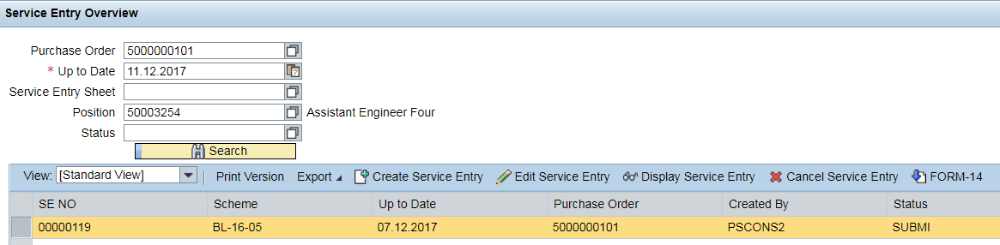 Service Entry Overview
Purchase Order 5000000101
* Up to Date 11.12.2017
Service Entry Sheet
Position 50003254 Assistant Engineer Four
Status
Search
View: [Standard View] Print Version Export Create Service Entry Edit Service Entry Display Service Entry Cancel Service Entry FORM-14
SE NO Scheme Up to Date Purchase Order Created By Status
00000119 BL-16-05 07.12.2017 5000000101 PSCONS2 SUBMI